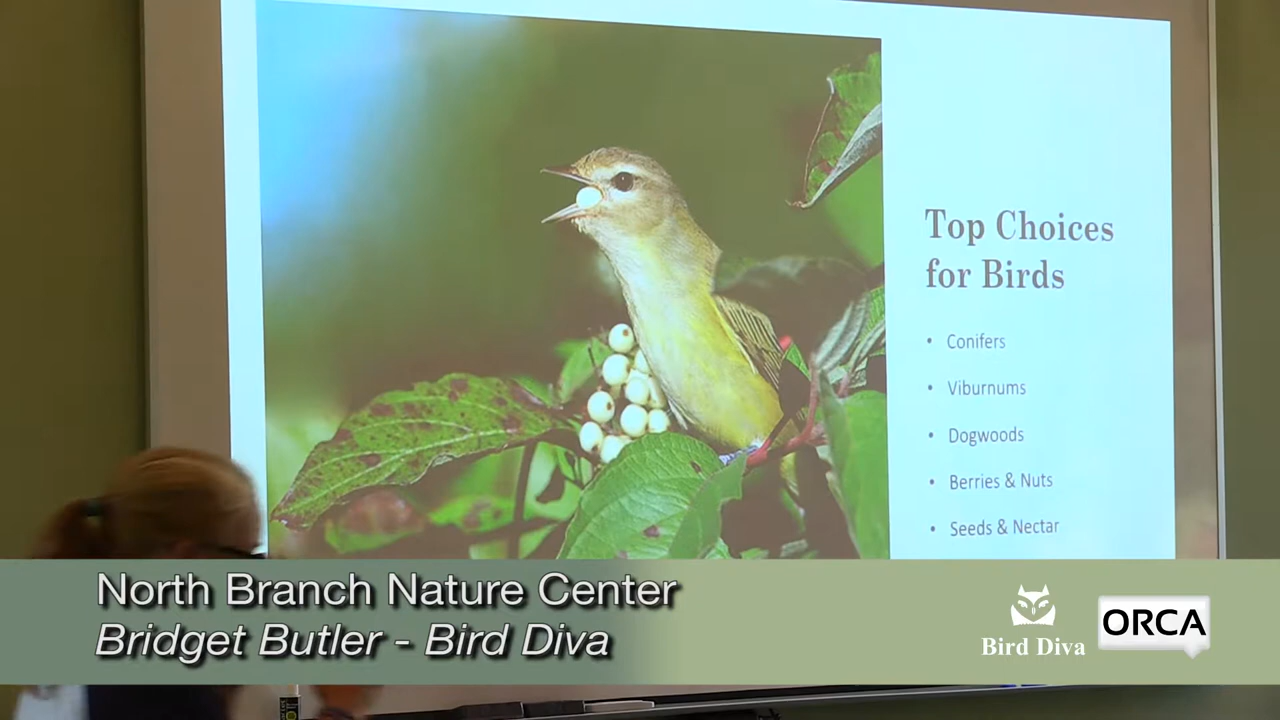 Top Choices
for Birds
• Conifers
• Viburnums
• Dogwoods
• Berries & Nuts
• Seeds & Nectar
North Branch Nature Center
Bridget Butler - Bird Diva
Bird Diva
ORCA